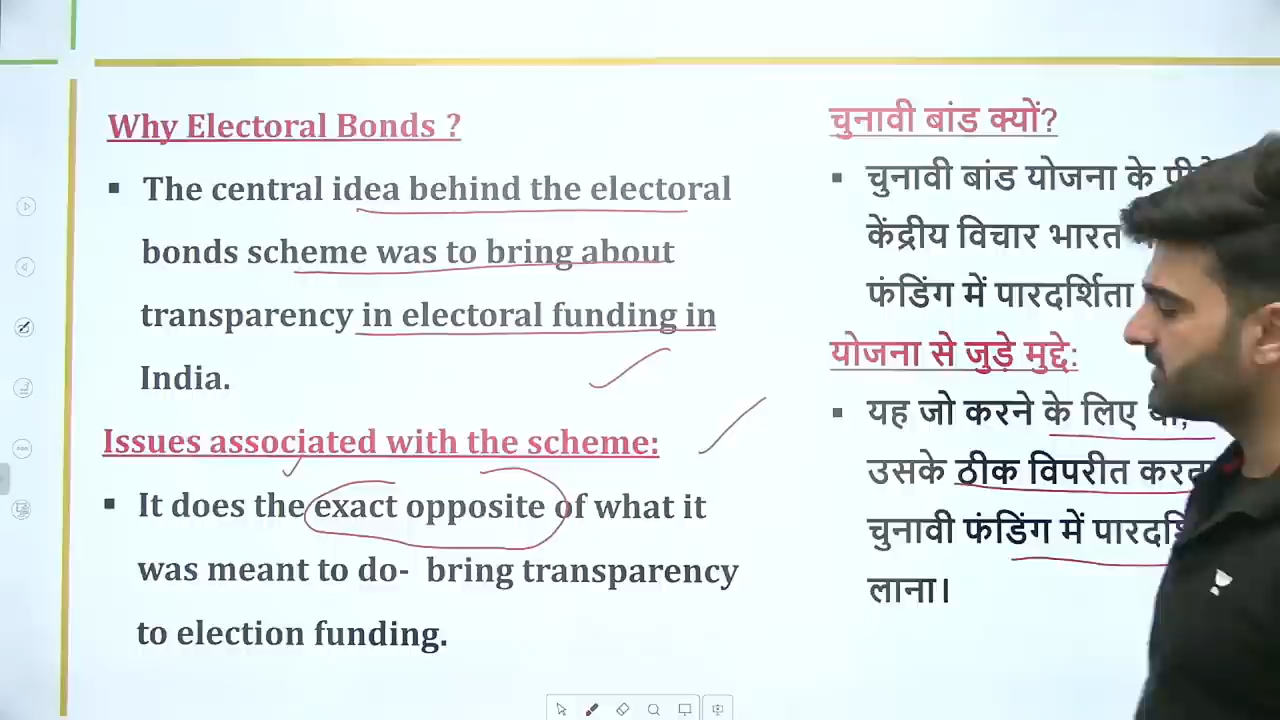 Why Electoral Bonds ?
▪ The central idea behind the electoral
bonds scheme was to bring about
transparency in electoral funding in
India.
Issues associated with the scheme:
▪ It does the exact opposite of what it
was meant to do- bring transparency
to election funding.
चुनावी बांड क्यों?
▪ चुनावी बांड योजना के
केंद्रीय विचार भारत
फंडिंग में पारदर्शिता
योजना से जुड़े मुद्दे:
▪ यह जो करने के लिए
उसके ठीक विपरीत
चुनावी फंडिंग में
लाना।